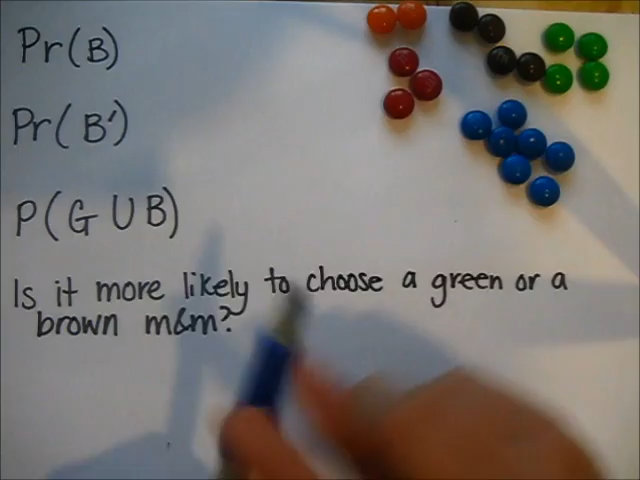 Pr(B)
Pr(B')
P(G U B)
Is it more likely to choose a green or a
brown m&m?